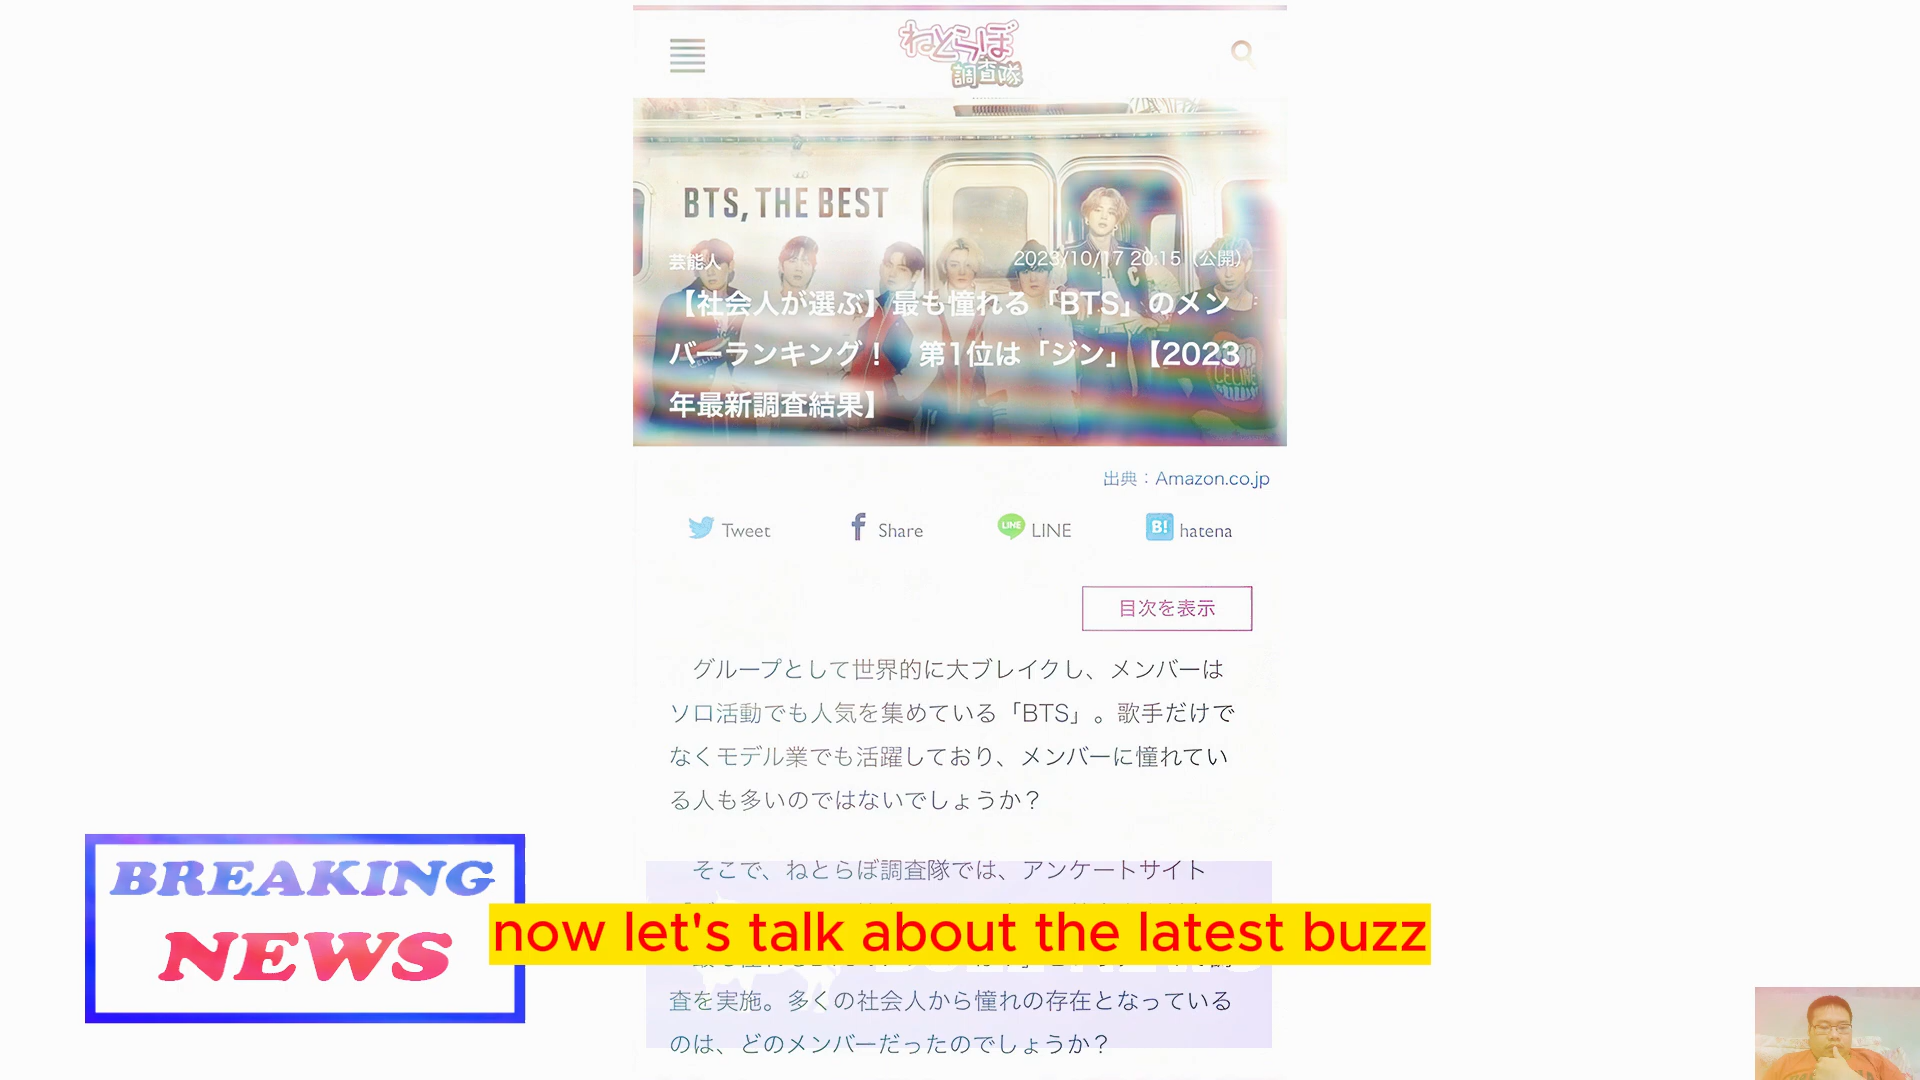 ねとらぼ
調査隊
BTS, THE BEST
芸能人
2023/10/17 20:15（公開）
【社会人が選ぶ】最も憧れる「BTS」のメン
バーランキング！　第1位は「ジン」【2023
年最新調査結果】
出典：Amazon.co.jp
Tweet
Share
LINE
LINE
B!
hatena
目次を表示
グループとして世界的に大ブレイクし、メンバーは
ソロ活動でも人気を集めている「BTS」。歌手だけで
なくモデル業でも活躍しており、メンバーに憧れてい
る人も多いのではないでしょうか？
そこで、ねとらぼ調査隊では、アンケートサイト
BREAKING
NEWS
now let's talk about the latest buzz
査を実施。多くの社会人から憧れの存在となっている
のは、どのメンバーだったのでしょうか？